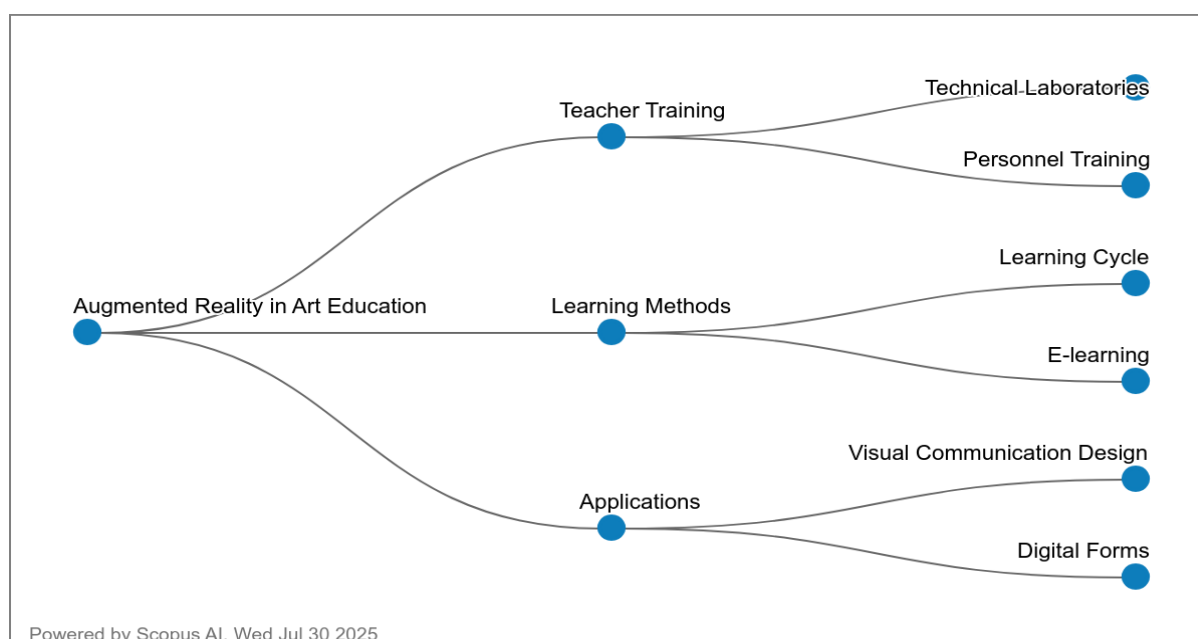 Technical Laboratories
Teacher Training
Personnel Training
Learning Cycle
Augmented Reality in Art Education
Learning Methods
E-learning
Visual Communication Design
Applications
Digital Forms
Powered by Scopus AI, Wed Jul 30 2025